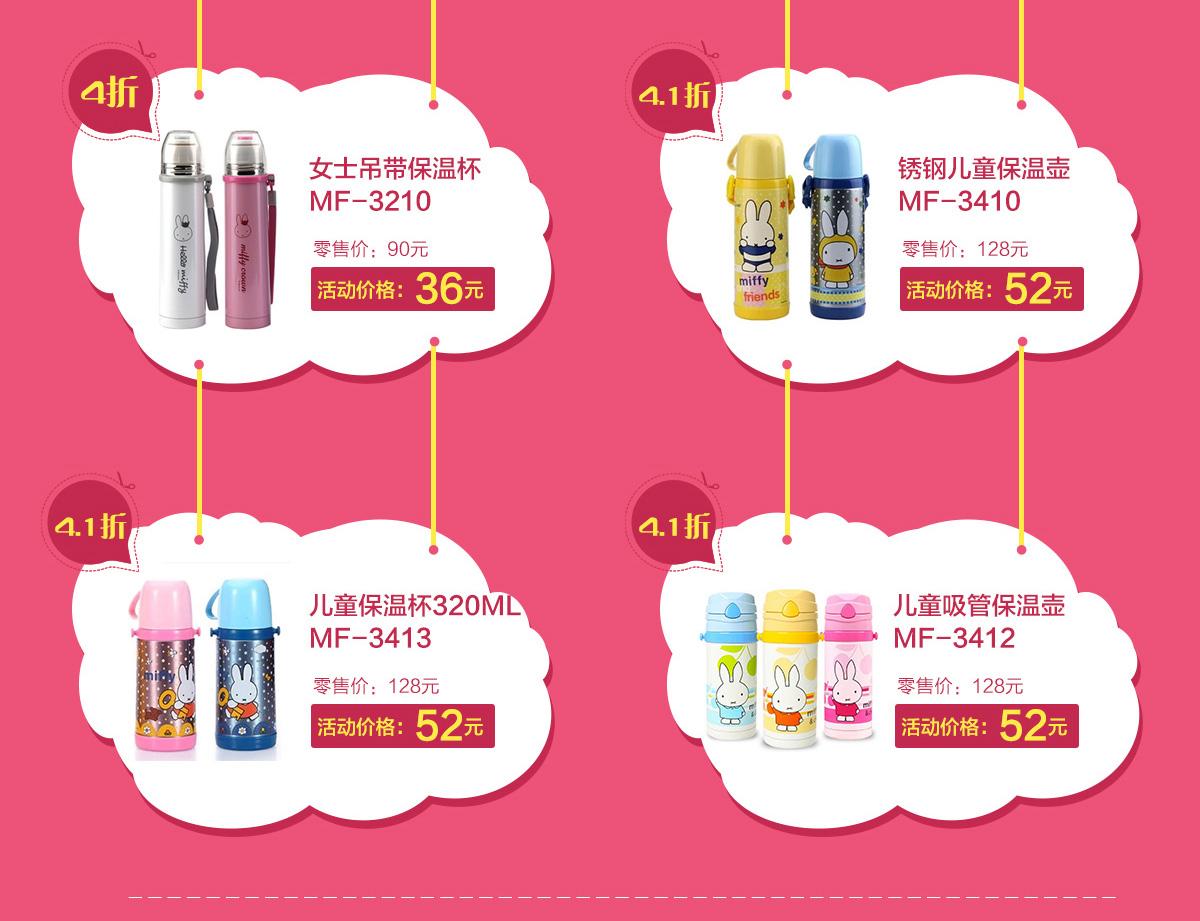 4折
女士吊带保温杯
MF-3210
零售价：90元
活动价格：36元
Hello miffy
miffy crown
4.1折
锈钢儿童保温壶
MF-3410
零售价：128元
活动价格：52元
miffy
friends
4.1折
儿童保温杯320ML
MF-3413
零售价：128元
活动价格：52元
miffy
4.1折
儿童吸管保温壶
MF-3412
零售价：128元
活动价格：52元